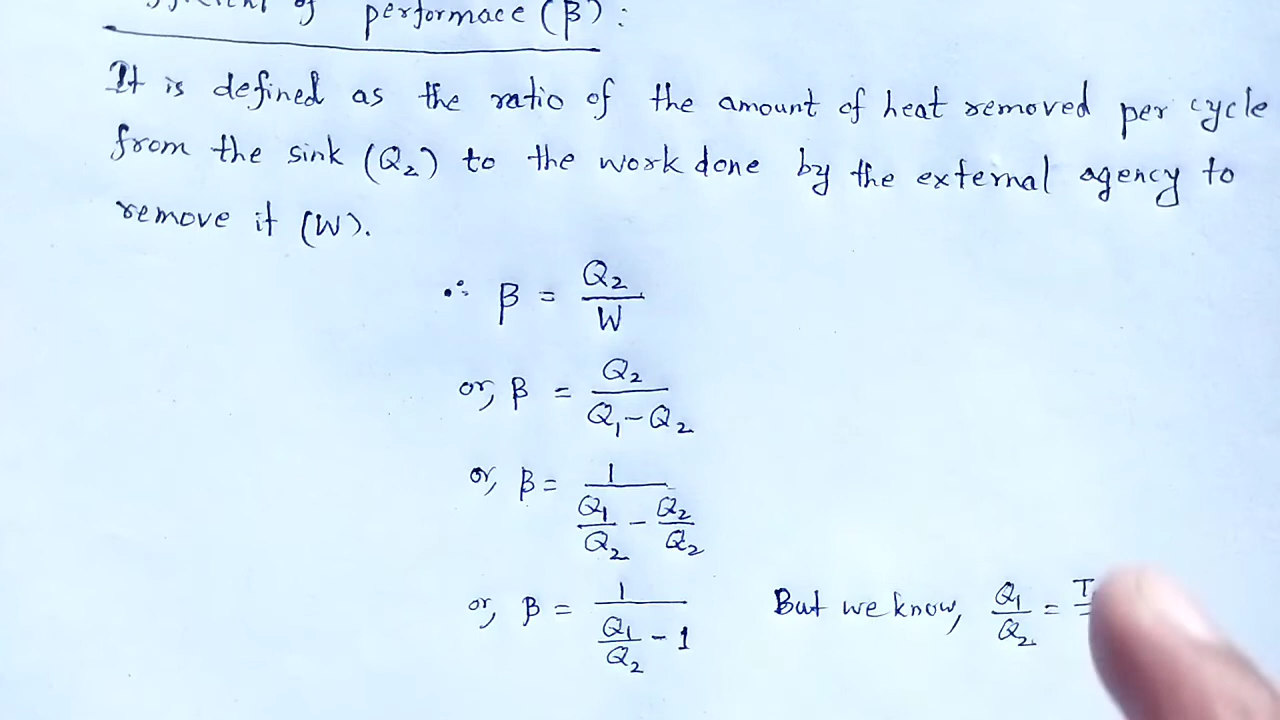 of performace (β) :
It is defined as the ratio of the amount of heat removed per cycle
from the sink (Q₂) to the work done by the external agency to
remove it (W).
∴ β = Q₂/W
or, β = Q₂/(Q₁-Q₂)
or, β = 1/(Q₁/Q₂ - Q₂/Q₂)
or, β = 1/(Q₁/Q₂ - 1) But we know, Q₁/Q₂ = T